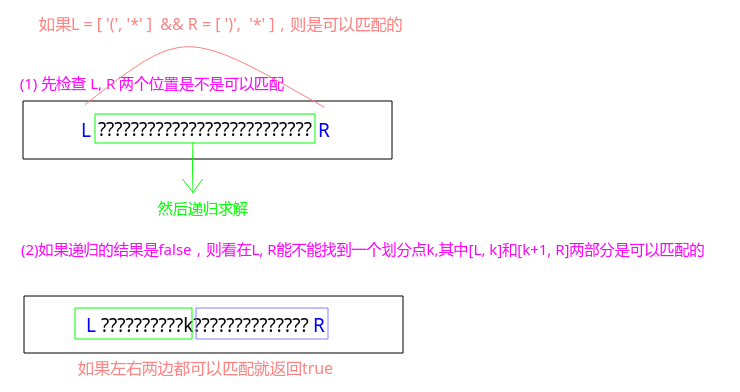 如果L = [ '(', '*' ]  && R = [ ')',  '*' ]，则是可以匹配的
(1) 先检查 L, R 两个位置是不是可以匹配
L ?????????????????????????? R
然后递归求解
(2)如果递归的结果是false，则看在L, R能不能找到一个划分点k,其中[L, k]和[k+1, R]两部分是可以匹配的
L ??????????k?????????????? R
如果左右两边都可以匹配就返回true